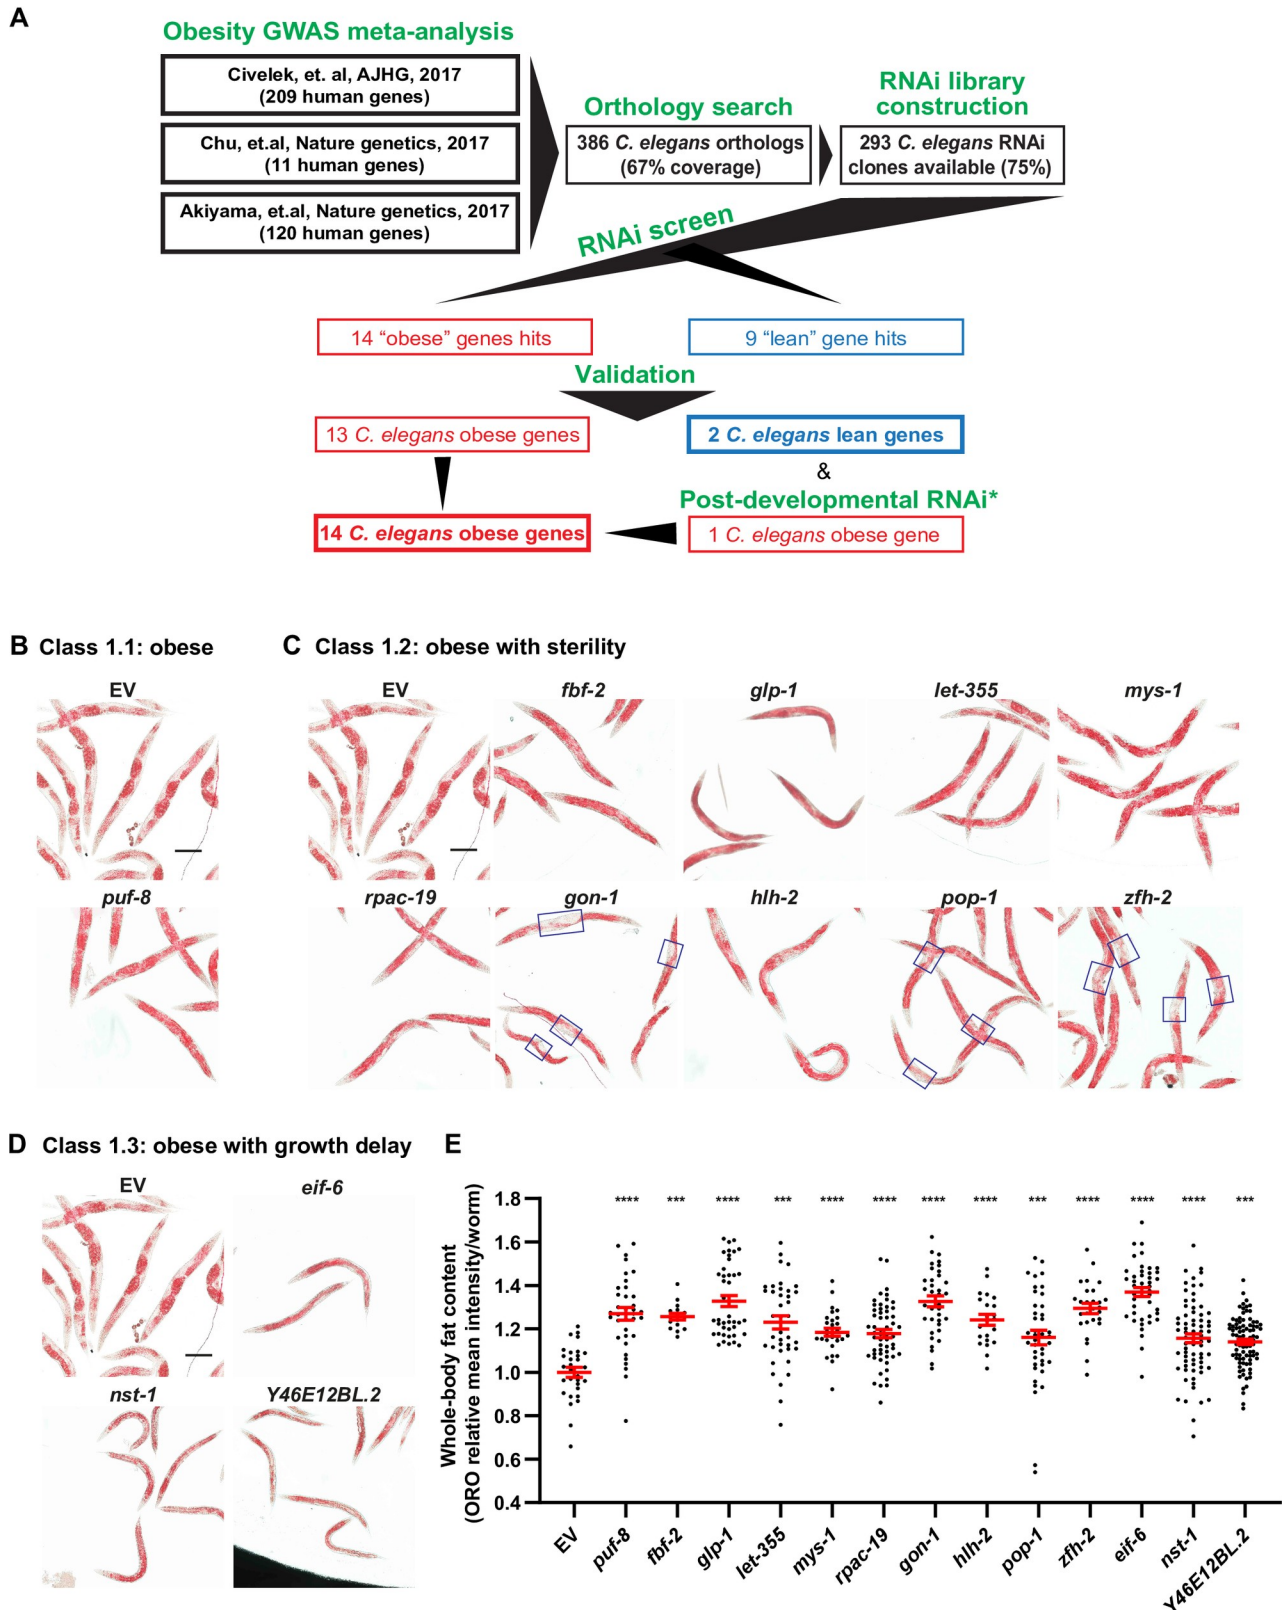 A
Obesity GWAS meta-analysis
Civelek, et. al, AJHG, 2017
(209 human genes)
Chu, et.al, Nature genetics, 2017
(11 human genes)
Akiyama, et.al, Nature genetics, 2017
(120 human genes)
Orthology search
386 C. elegans orthologs
(67% coverage)
RNAi library
construction
293 C. elegans RNAi
clones available (75%)
RNAi screen
14 “obese” genes hits
9 “lean” gene hits
Validation
13 C. elegans obese genes
2 C. elegans lean genes
&
Post-developmental RNAi*
14 C. elegans obese genes
1 C. elegans obese gene
B Class 1.1: obese
EV
puf-8
C Class 1.2: obese with sterility
EV
fbf-2
glp-1
let-355
mys-1
rpac-19
gon-1
hlh-2
pop-1
zfh-2
D Class 1.3: obese with growth delay
EV
eif-6
nst-1
Y46E12BL.2
E
Whole-body fat content
(ORO relative mean intensity/worm)
1.8
1.6
1.4
1.2
1.0
0.8
0.6
0.4
**** *** **** *** **** **** **** **** *** **** **** **** ***
EV
puf-8
fbf-2
glp-1
let-355
mys-1
rpac-19
gon-1
hlh-2
pop-1
zfh-2
eif-6
nst-1
Y46E12BL.2